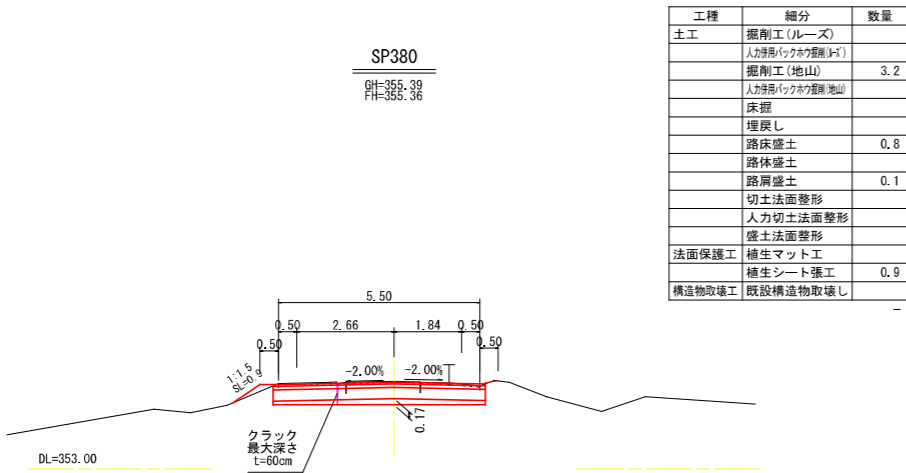 工種 細分 数量
土工 掘削工(ルーズ)
人力併用バックホウ掘削(ルーズ)
掘削工(地山) 3.2
人力併用バックホウ掘削(地山)
床掘
埋戻し
路床盛土 0.8
路体盛土
路肩盛土 0.1
切土法面整形
人力切土法面整形
盛土法面整形
法面保護工 植生マット工
植生シート張工 0.9
構造物取壊工 既設構造物取壊し
SP380
GH=355.39
FH=355.36
5.50
0.50 2.66 1.84 0.50
0.50 0.50
1:1.5
SL=0.9
-2.00% -2.00%
0.17
クラック
最大深さ
t=60cm
DL=353.00